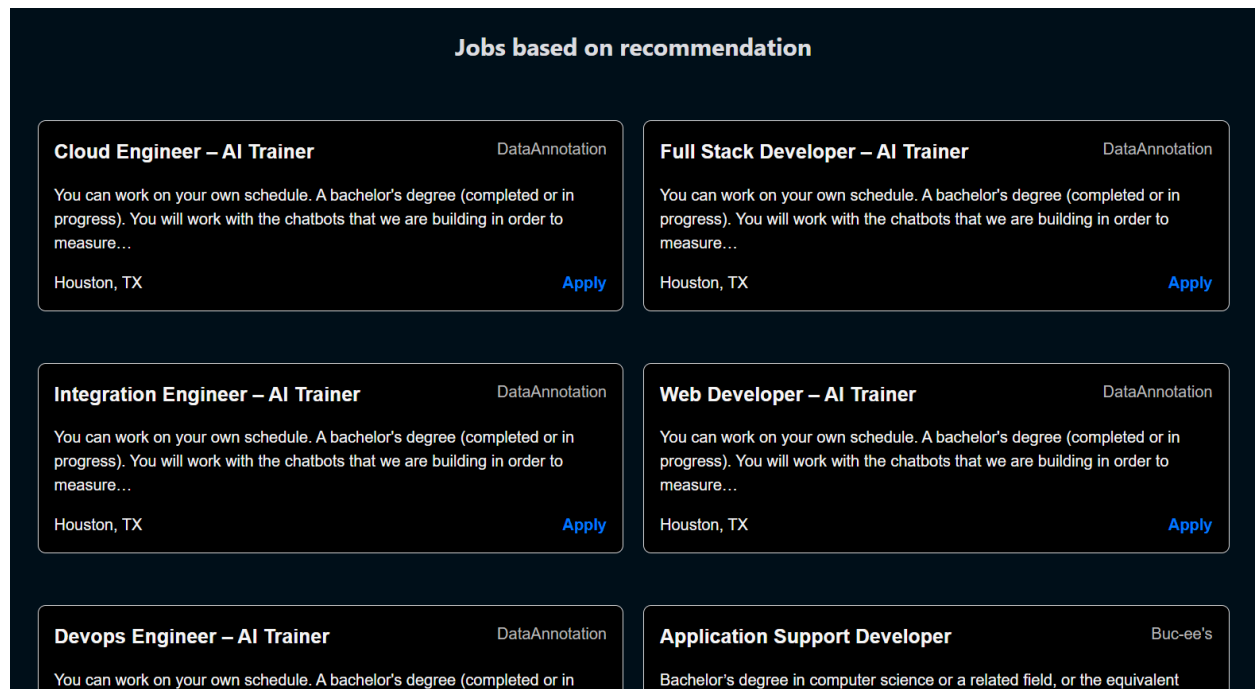 Jobs based on recommendation
Cloud Engineer – AI Trainer
DataAnnotation
You can work on your own schedule. A bachelor's degree (completed or in
progress). You will work with the chatbots that we are building in order to
measure…
Houston, TX
Apply
Full Stack Developer – AI Trainer
DataAnnotation
You can work on your own schedule. A bachelor's degree (completed or in
progress). You will work with the chatbots that we are building in order to
measure…
Houston, TX
Apply
Integration Engineer – AI Trainer
DataAnnotation
You can work on your own schedule. A bachelor's degree (completed or in
progress). You will work with the chatbots that we are building in order to
measure…
Houston, TX
Apply
Web Developer – AI Trainer
DataAnnotation
You can work on your own schedule. A bachelor's degree (completed or in
progress). You will work with the chatbots that we are building in order to
measure…
Houston, TX
Apply
Devops Engineer – AI Trainer
DataAnnotation
You can work on your own schedule. A bachelor's degree (completed or in
Application Support Developer
Buc-ee's
Bachelor's degree in computer science or a related field, or the equivalent